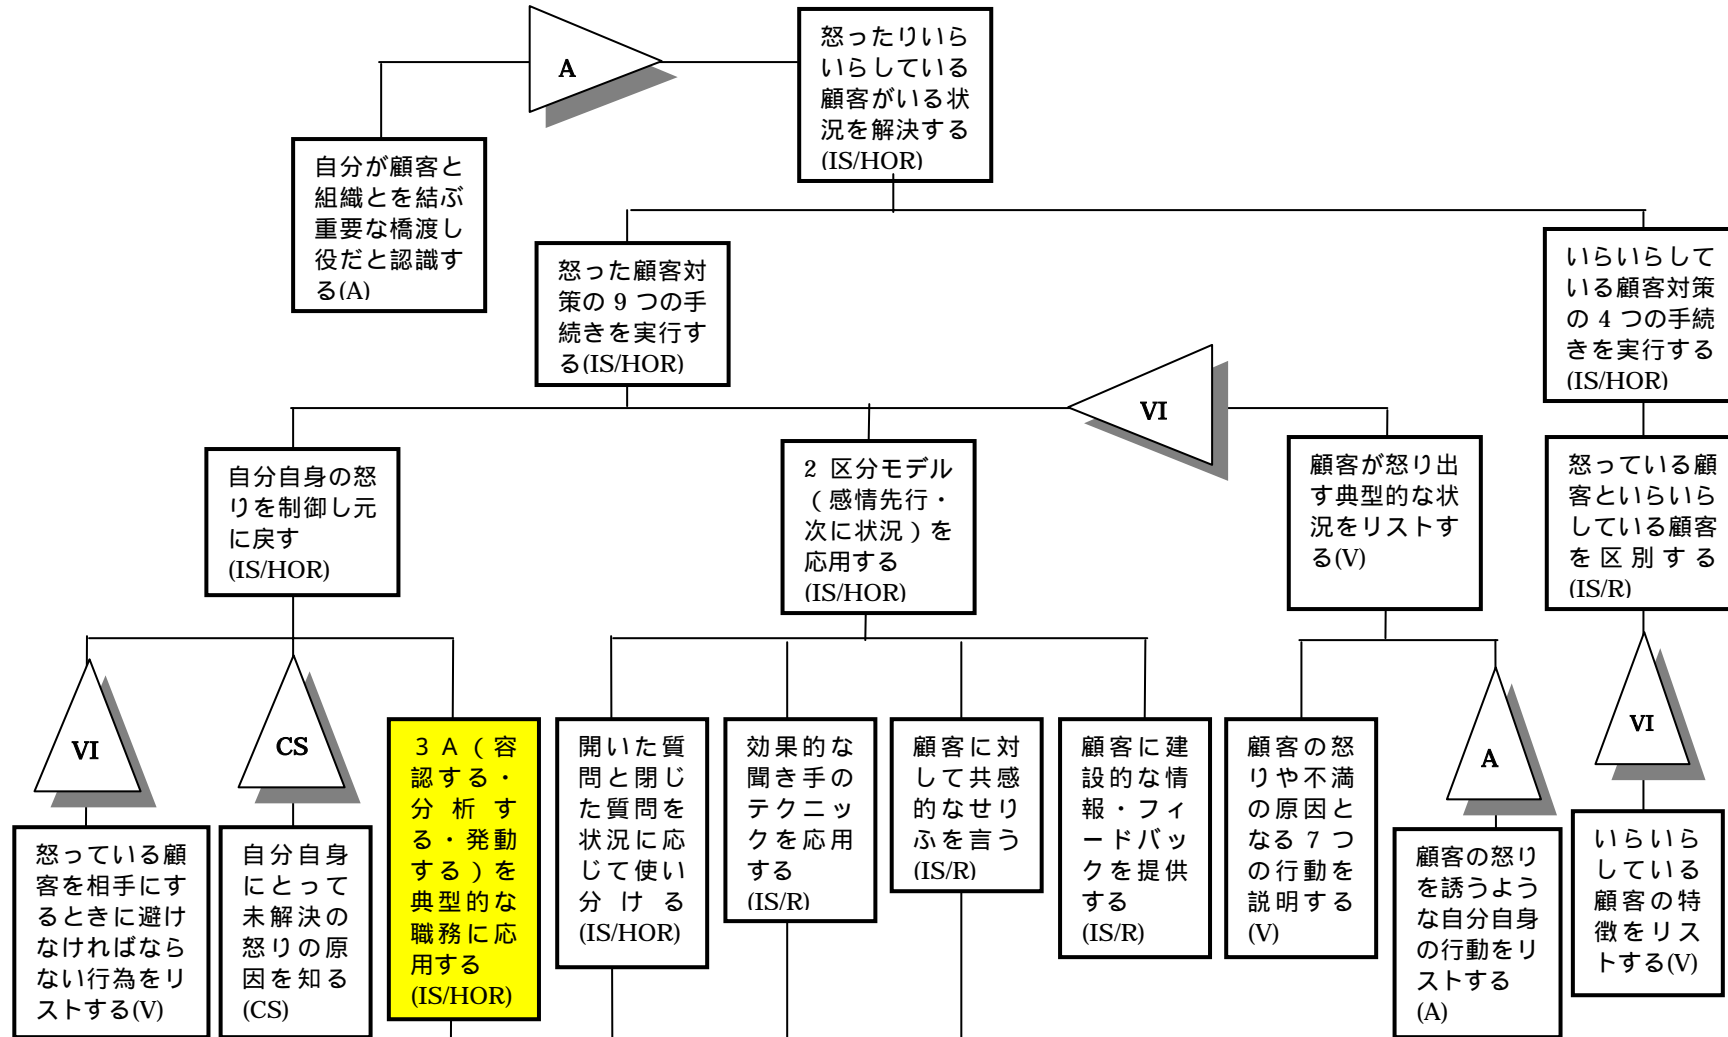 A
怒ったりいら
いらしている
顧客がいる状
況を解決する
(IS/HOR)
自分が顧客と
組織とを結ぶ
重要な橋渡し
役だと認識す
る(A)
怒った顧客対
策の 9 つの手
続きを実行す
る(IS/HOR)
いらいらして
いる顧客対策
の 4 つの手続
きを実行する
(IS/HOR)
VI
自分自身の怒
りを制御し元
に戻す
(IS/HOR)
2 区分モデル
（感情先行・
次に状況）を
応用する
(IS/HOR)
顧客が怒り出
す典型的な状
況をリストす
る(V)
怒っている顧
客といらいら
している顧客
を区別する
(IS/R)
VI
CS
A
VI
怒っている顧
客を相手にす
るときに避け
なければなら
ない行為をリ
ストする(V)
自分自身
にとって
未解決の
怒りの原
因を知る
(CS)
３Ａ（容
認する・
分析す
る・発動
する）を
典型的な
職務に応
用する
(IS/HOR)
開いた質
問と閉じ
た質問を
状況に応
じて使い
分ける
(IS/HOR)
効果的な
聞き手の
テクニッ
クを応用
する
(IS/R)
顧客に対
して共感
的なせり
ふを言う
(IS/R)
顧客に建
設的な情
報・フィ
ードバッ
クを提供
する
(IS/R)
顧客の怒
りや不満
の原因と
なる 7 つ
の行動を
説明する
(V)
顧客の怒り
を誘うよう
な自分自身
の行動をリ
ストする
(A)
いらいら
している
顧客の特
徴をリス
トする(V)